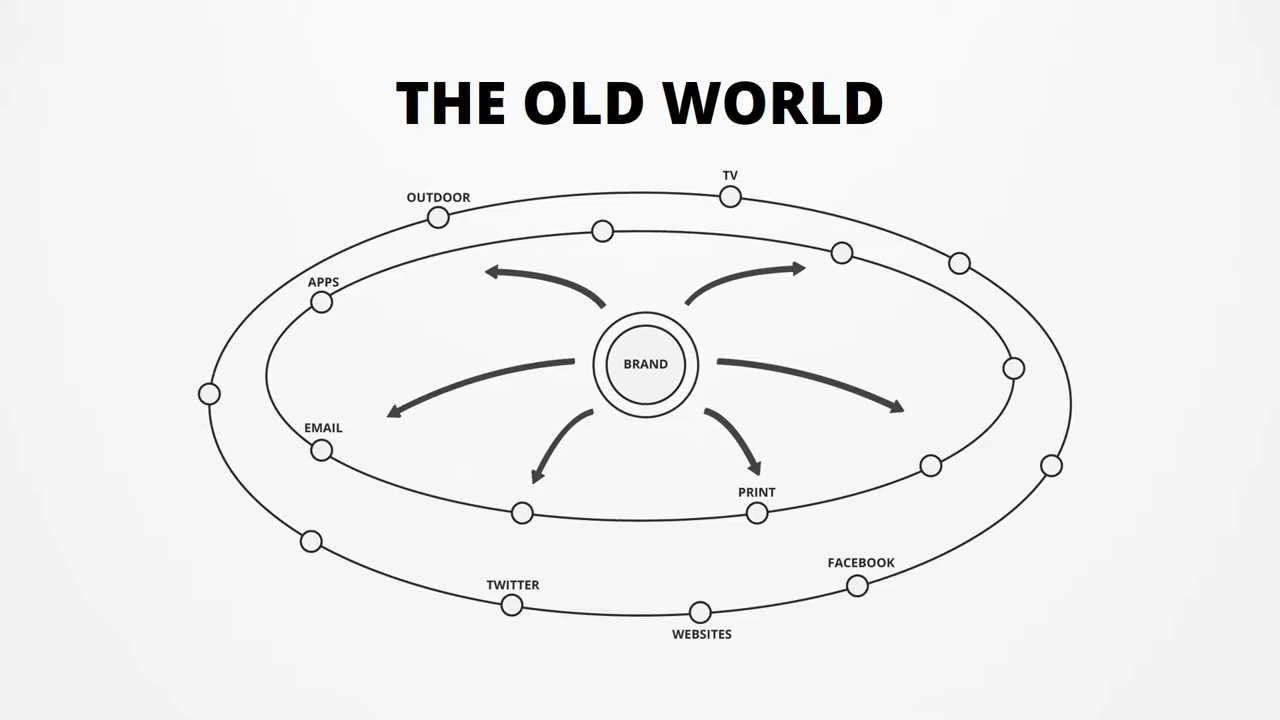 THE OLD WORLD
TV
OUTDOOR
APPS
BRAND
EMAIL
PRINT
FACEBOOK
TWITTER
WEBSITES